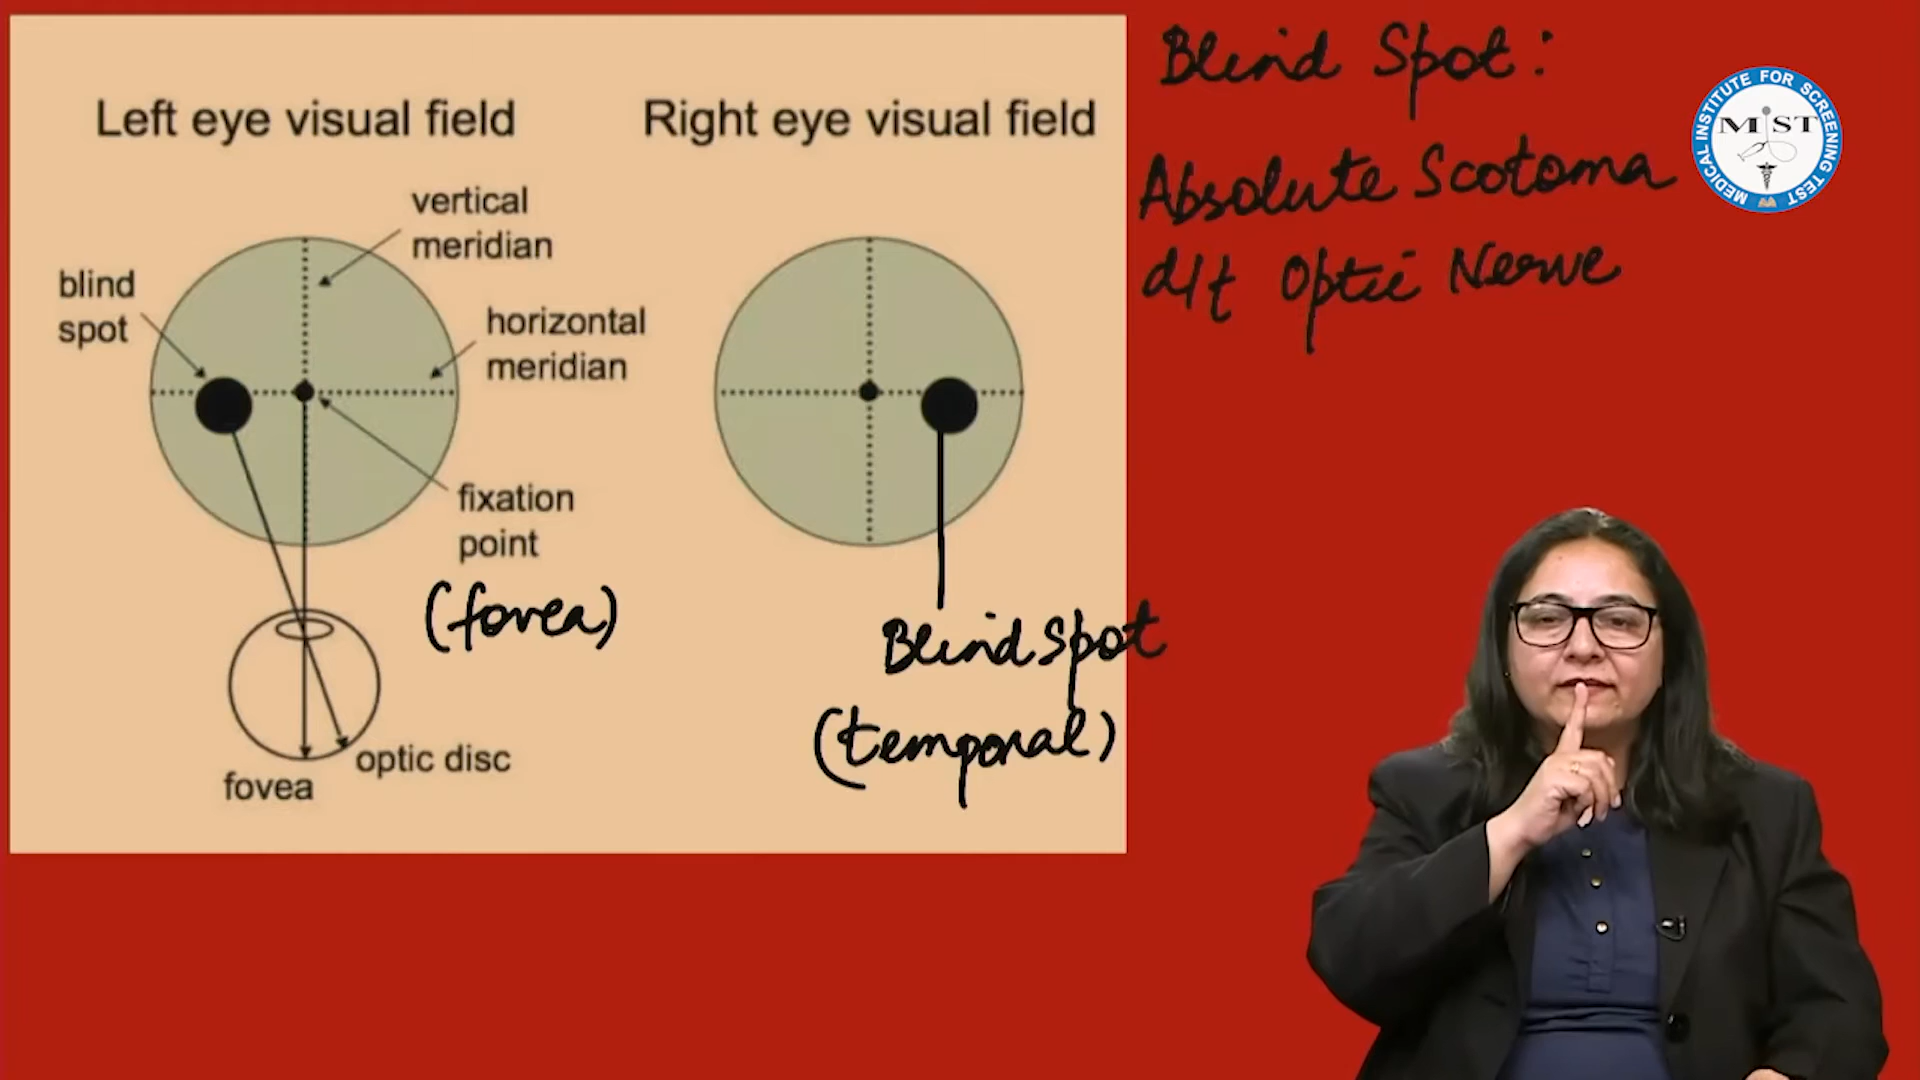 Left eye visual field
Right eye visual field
vertical
meridian
blind
spot
horizontal
meridian
fixation
point
(fovea)
optic disc
fovea
Blind Spot
(temporal)
Blind Spot:
Absolute Scotoma
d/t Optic Nerve
MEDICAL INSTITUTE FOR SCREENING TEST
MIST